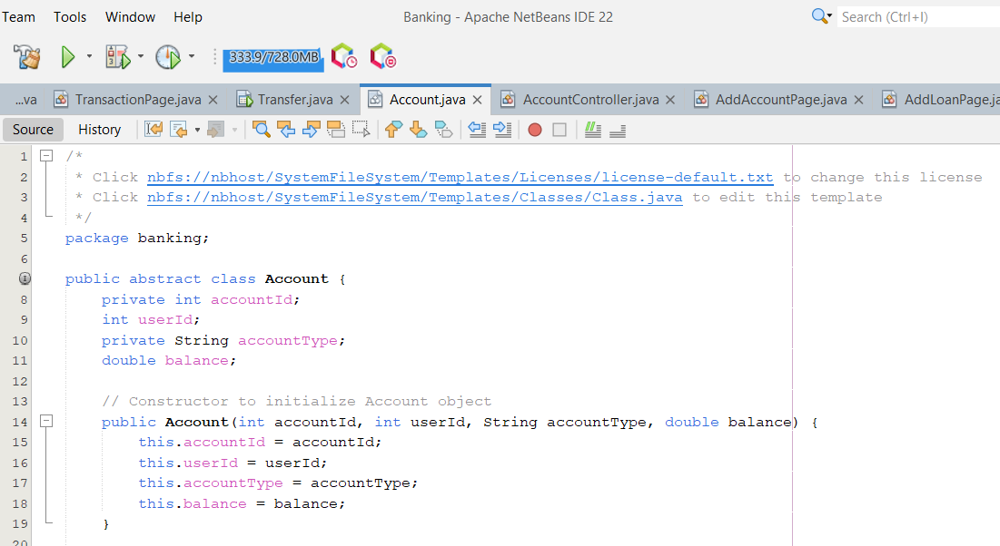 Team Tools Window Help Banking - Apache NetBeans IDE 22 Search (Ctrl+I)
333.9/728.0MB
...va TransactionPage.java Transfer.java Account.java AccountController.java AddAccountPage.java AddLoanPage.ja
Source History
1 /*
2 * Click nbfs://nbhost/SystemFileSystem/Templates/Licenses/license-default.txt to change this license
3 * Click nbfs://nbhost/SystemFileSystem/Templates/Classes/Class.java to edit this template
4 */
5 package banking;
6
public abstract class Account {
8 private int accountId;
9 int userId;
10 private String accountType;
11 double balance;
12
13 // Constructor to initialize Account object
14 public Account(int accountId, int userId, String accountType, double balance) {
15 this.accountId = accountId;
16 this.userId = userId;
17 this.accountType = accountType;
18 this.balance = balance;
19 }
20